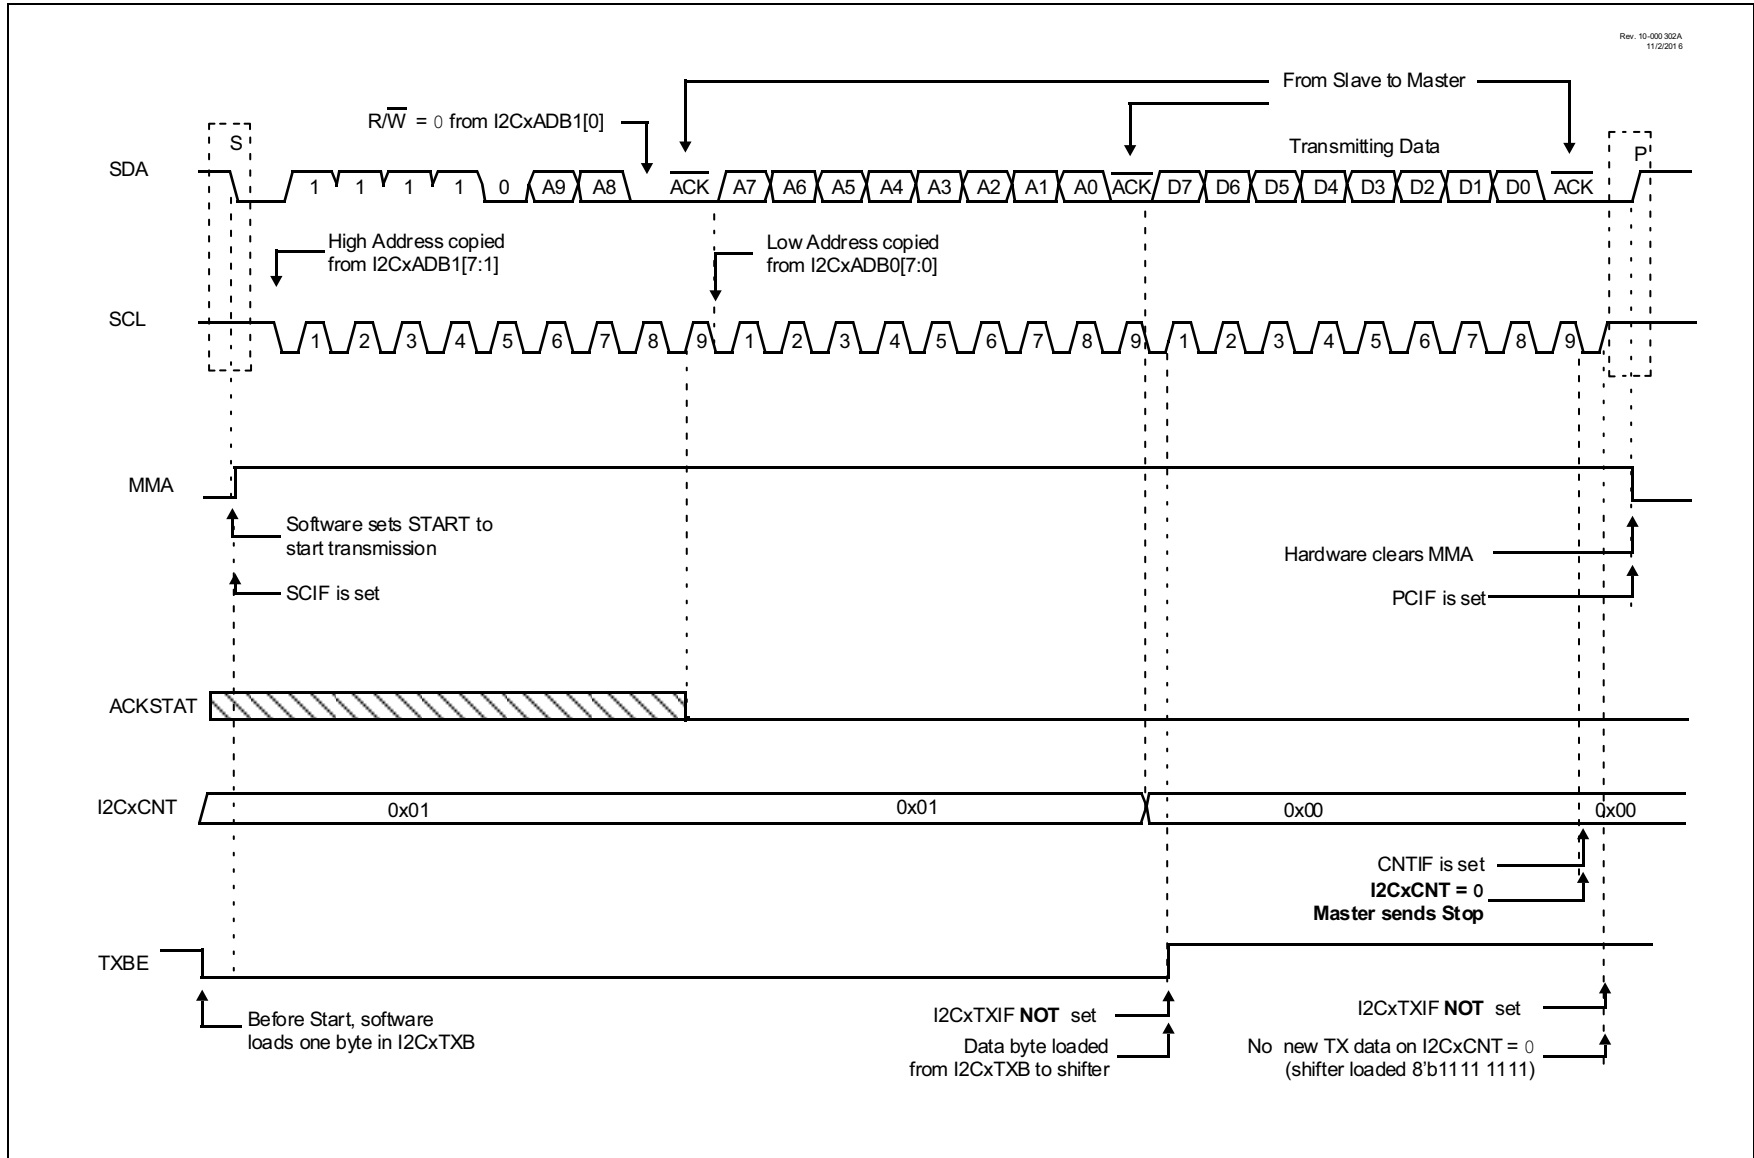 Rev. 10-000302A
11/2/2016
From Slave to Master
R/W = 0 from I2CxADB1[0]
Transmitting Data
S
P
SDA
1 1 1 1 0 A9 A8 ACK A7 A6 A5 A4 A3 A2 A1 A0 ACK D7 D6 D5 D4 D3 D2 D1 D0 ACK
High Address copied
from I2CxADB1[7:1]
Low Address copied
from I2CxADB0[7:0]
SCL
1 2 3 4 5 6 7 8 9 1 2 3 4 5 6 7 8 9 1 2 3 4 5 6 7 8 9
MMA
Software sets START to
start transmission
SCIF is set
Hardware clears MMA
PCIF is set
ACKSTAT
I2CxCNT
0x01 0x01 0x00 0x00
CNTIF is set
I2CxCNT = 0
Master sends Stop
TXBE
Before Start, software
loads one byte in I2CxTXB
I2CxTXIF NOT set
Data byte loaded
from I2CxTXB to shifter
I2CxTXIF NOT set
No new TX data on I2CxCNT = 0
(shifter loaded 8'b1111 1111)